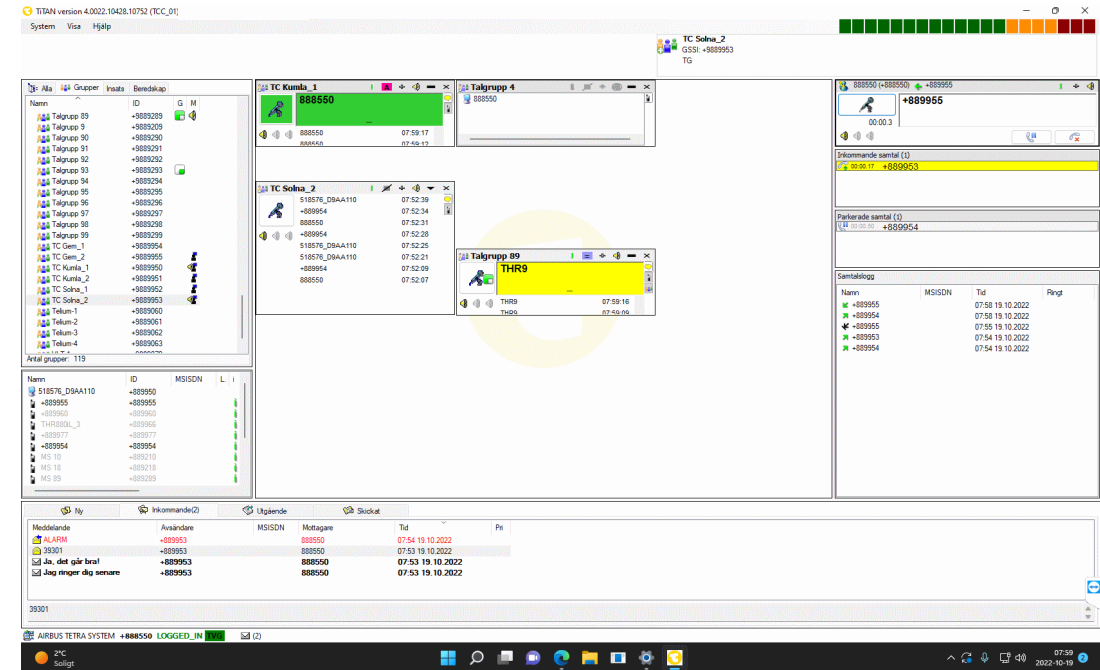 TiTAN version 4.0022.10428.10752 (TCC_01)
System Visa Hjälp
TC Solna_2
GSSI: +9889953
TG
Alla Grupper Insats Beredskap
Namn ID G M
Talgrupp 89 +9889289
Talgrupp 9 +9889209
Talgrupp 90 +9889290
Talgrupp 91 +9889291
Talgrupp 92 +9889292
Talgrupp 93 +9889293
Talgrupp 94 +9889294
Talgrupp 95 +9889295
Talgrupp 96 +9889296
Talgrupp 97 +9889297
Talgrupp 98 +9889298
Talgrupp 99 +9889299
TC Gem_1 +9889954
TC Gem_2 +9889955
TC Kumla_1 +9889950
TC Kumla_2 +9889951
TC Solna_1 +9889952
TC Solna_2 +9889953
Telium-1 +9889060
Telium-2 +9889061
Telium-3 +9889062
Telium-4 +9889063
Antal grupper: 119
Namn ID MSISDN L i
518576_D9AA110 +889950
+889955 +889955
+889960 +889960
THR880i_3 +889966
+889977 +889977
+889954 +889954
MS 10 +889210
MS 18 +889218
MS 89 +889289
TC Kumla_1 A
888550
888550 07:59:17
888550 07:59:12
Talgrupp 4
888550
TC Solna_2
518576_D9AA110 07:52:39
+889954 07:52:34
888550 07:52:31
+889954 07:52:28
518576_D9AA110 07:52:25
518576_D9AA110 07:52:21
+889954 07:52:09
888550 07:52:07
Talgrupp 89
THR9
THR9 07:59:16
THR9 07:59:09
888550 (+888550) +889955
+889955
00:00.3
Inkommande samtal (1)
00:00.17 +889953
Parkerade samtal (1)
00:00.50 +889954
Samtalslogg
Namn MSISDN Tid Ringt
+889955 07:58 19.10.2022
+889954 07:58 19.10.2022
+889955 07:55 19.10.2022
+889953 07:54 19.10.2022
+889954 07:54 19.10.2022
Ny Inkommande(2) Utgående Skickat
Meddelande Avsändare MSISDN Mottagare Tid Pri
ALARM +889953 888550 07:54 19.10.2022
39301 +889953 888550 07:53 19.10.2022
Ja, det går bra! +889953 888550 07:53 19.10.2022
Jag ringer dig senare +889953 888550 07:53 19.10.2022
39301
AIRBUS TETRA SYSTEM +888550 LOGGED_IN TVG (2)
2°C
Soligt
07:59
2022-10-19 2